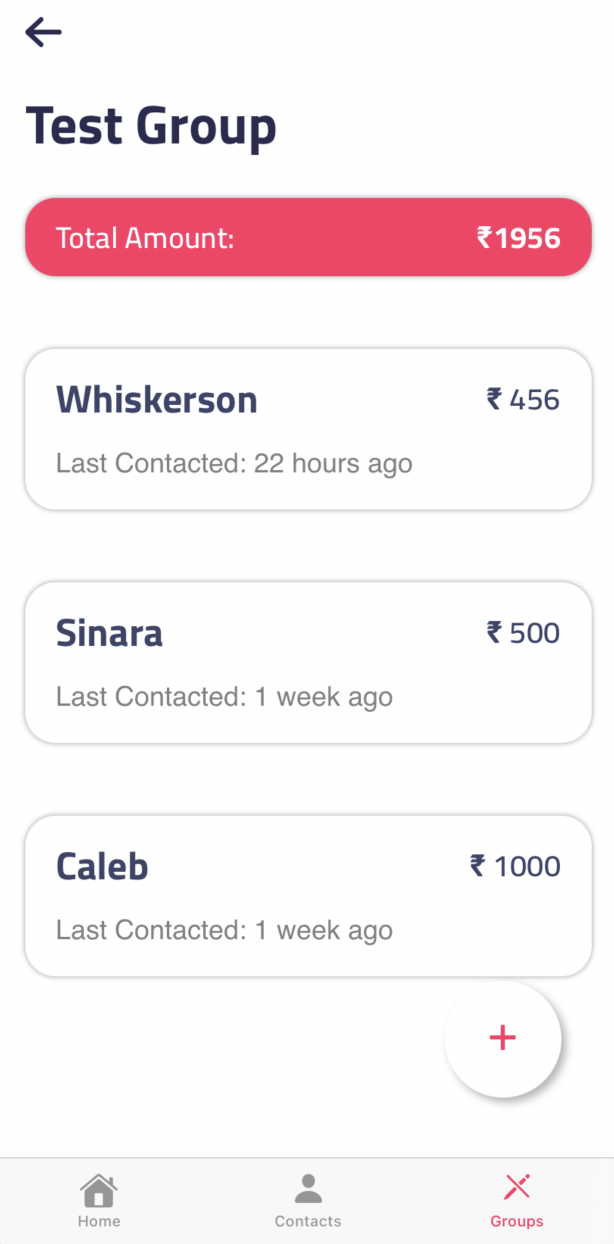 Test Group
Total Amount: ₹1956
Whiskerson ₹ 456
Last Contacted: 22 hours ago
Sinara ₹ 500
Last Contacted: 1 week ago
Caleb ₹ 1000
Last Contacted: 1 week ago
+
Home Contacts Groups